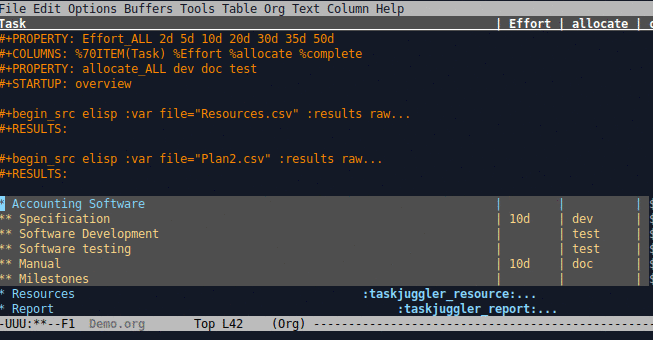 File Edit Options Buffers Tools Table Org Text Column Help
Task | Effort | allocate | c
#+PROPERTY: Effort_ALL 2d 5d 10d 20d 30d 35d 50d
#+COLUMNS: %70ITEM(Task) %Effort %allocate %complete
#+PROPERTY: allocate_ALL dev doc test
#+STARTUP: overview
#+begin_src elisp :var file="Resources.csv" :results raw...
#+RESULTS:
#+begin_src elisp :var file="Plan2.csv" :results raw...
#+RESULTS:
* Accounting Software | | | $
** Specification | 10d | dev | $
** Software Development | | test | $
** Software testing | | test | $
** Manual | 10d | doc | $
** Milestones | | | $
* Resources :taskjuggler_resource:...
* Report :taskjuggler_report:...
-UUU:**--F1 Demo.org Top L42 (Org) --------------------------------------------------